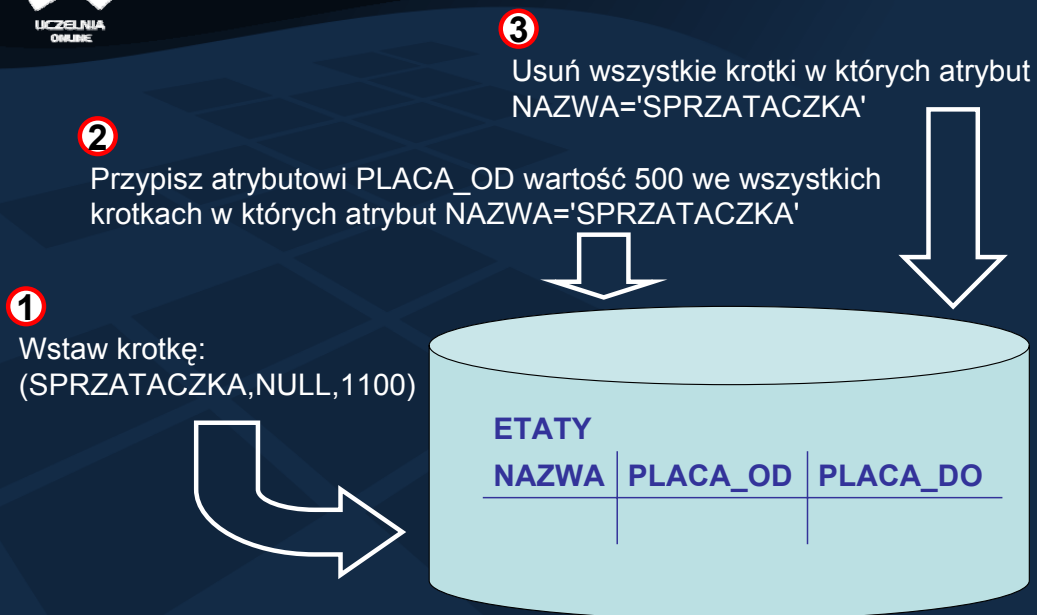 UCZELNIA
ONLINE
3
Usuń wszystkie krotki w których atrybut
NAZWA='SPRZATACZKA'
2
Przypisz atrybutowi PLACA_OD wartość 500 we wszystkich
krotkach w których atrybut NAZWA='SPRZATACZKA'
1
Wstaw krotkę:
(SPRZATACZKA,NULL,1100)
ETATY
NAZWA PLACA_OD PLACA_DO